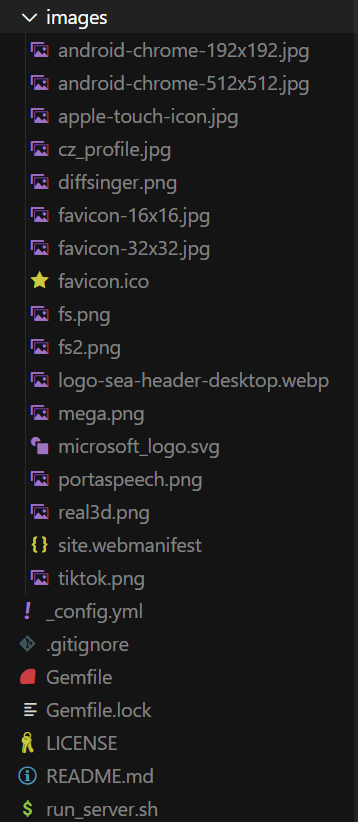 images
android-chrome-192x192.jpg
android-chrome-512x512.jpg
apple-touch-icon.jpg
cz_profile.jpg
diffsinger.png
favicon-16x16.jpg
favicon-32x32.jpg
favicon.ico
fs.png
fs2.png
logo-sea-header-desktop.webp
mega.png
microsoft_logo.svg
portaspeech.png
real3d.png
site.webmanifest
tiktok.png
_config.yml
.gitignore
Gemfile
Gemfile.lock
LICENSE
README.md
run_server.sh